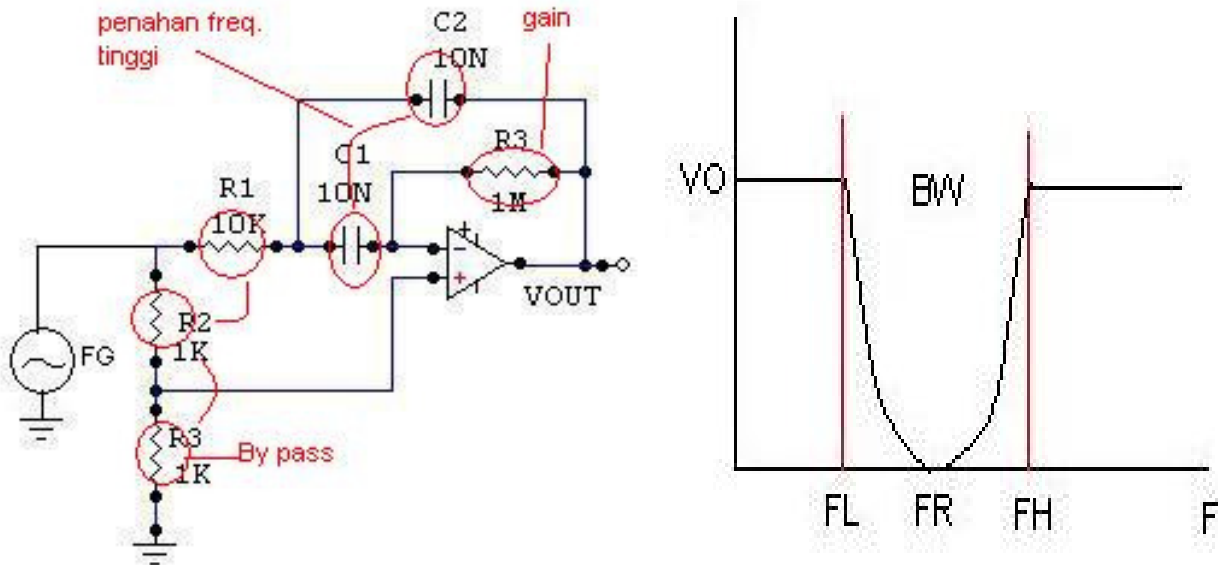 penahan freq.
tinggi
gain
C2
10N
R3
1M
C1
10N
R1
10K
R2
1K
FG
VOUT
R3
1K
By pass
VO
BW
FL
FR
FH
F